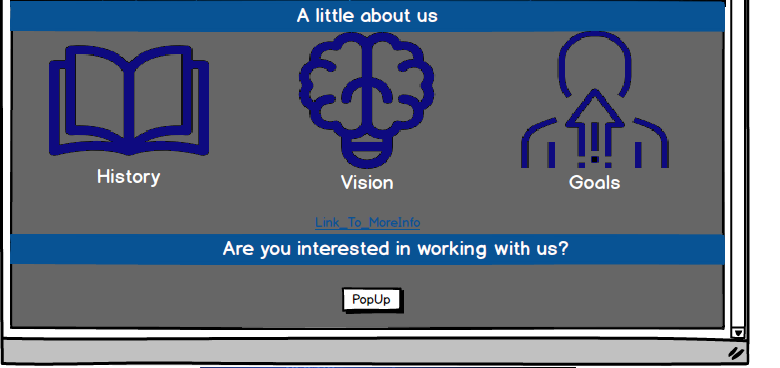 A little about us
History
Vision
Goals
Link_To_MoreInfo
Are you interested in working with us?
PopUp